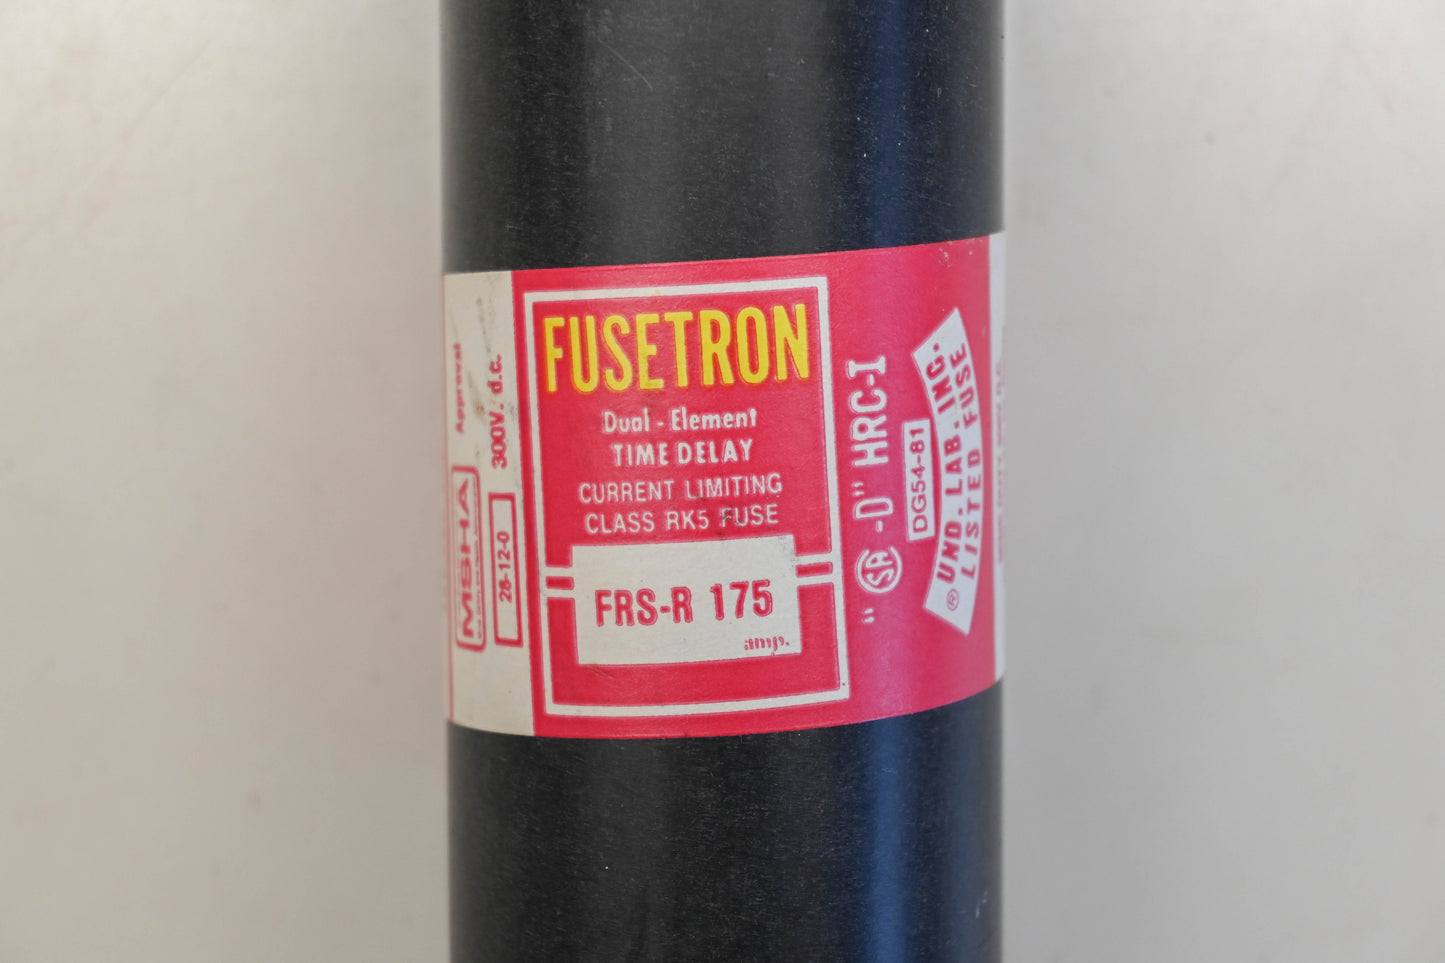 FUSETRON
Dual - Element
TIME DELAY
CURRENT LIMITING
CLASS RK5 FUSE
FRS-R 175
amp.
Approval
MSHA
300V. d.c.
28-12-0
" SA -D" HRC-I
DG54-81
® UND. LAB. INC.
LISTED FUSE